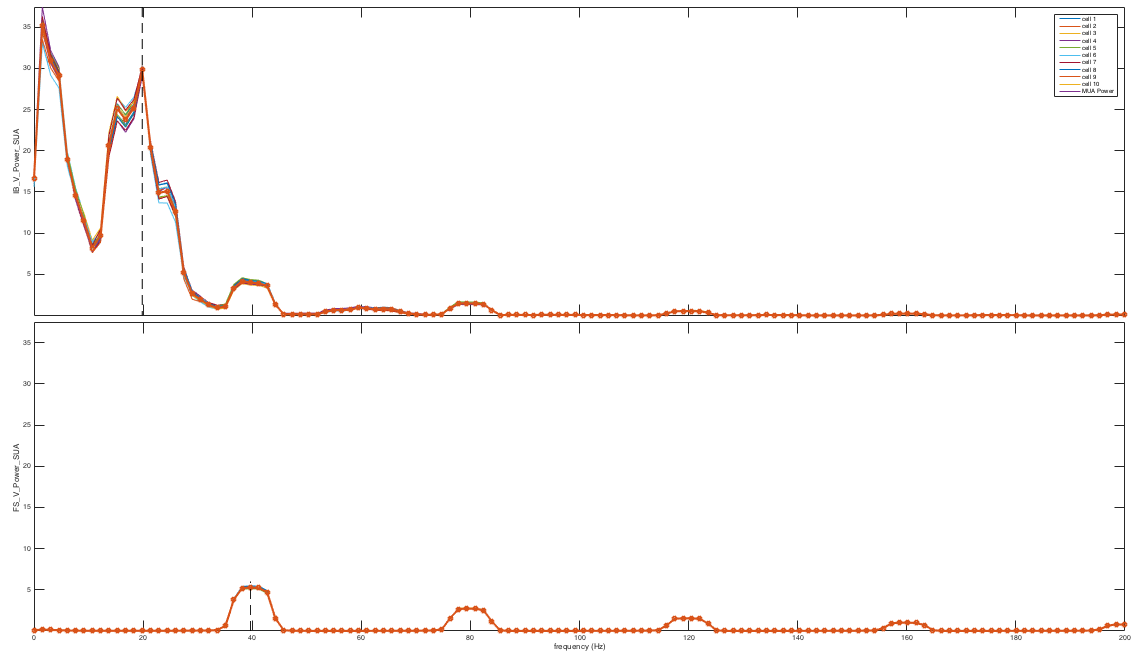 35
30
25
20
15
10
5
IB_V_Power_SUA
cell 1
cell 2
cell 3
cell 4
cell 5
cell 6
cell 7
cell 8
cell 9
cell 10
MUA Power
35
30
25
20
15
10
5
FS_V_Power_SUA
0 20 40 60 80 100 120 140 160 180 200
frequency (Hz)